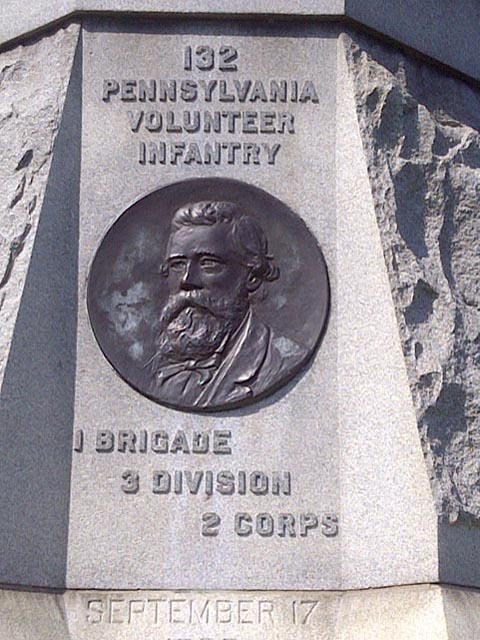 132
PENNSYLVANIA
VOLUNTEER
INFANTRY
1 BRIGADE
3 DIVISION
2 CORPS
SEPTEMBER 17